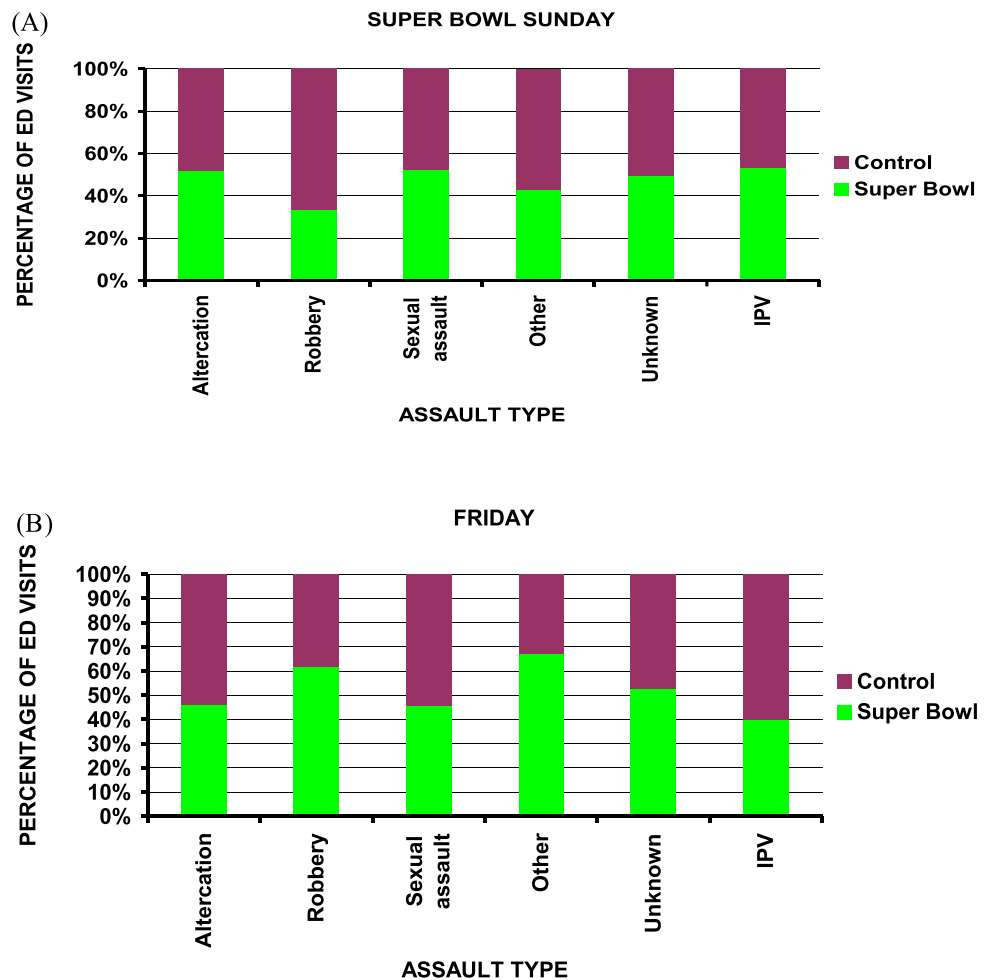 (A)
SUPER BOWL SUNDAY
PERCENTAGE OF ED VISITS
100%
80%
60%
40%
20%
0%
Altercation
Robbery
Sexual
assault
Other
Unknown
IPV
ASSAULT TYPE
Control
Super Bowl
(B)
FRIDAY
PERCENTAGE OF ED VISITS
100%
90%
80%
70%
60%
50%
40%
30%
20%
10%
0%
Altercation
Robbery
Sexual
assault
Other
Unknown
IPV
ASSAULT TYPE
Control
Super Bowl